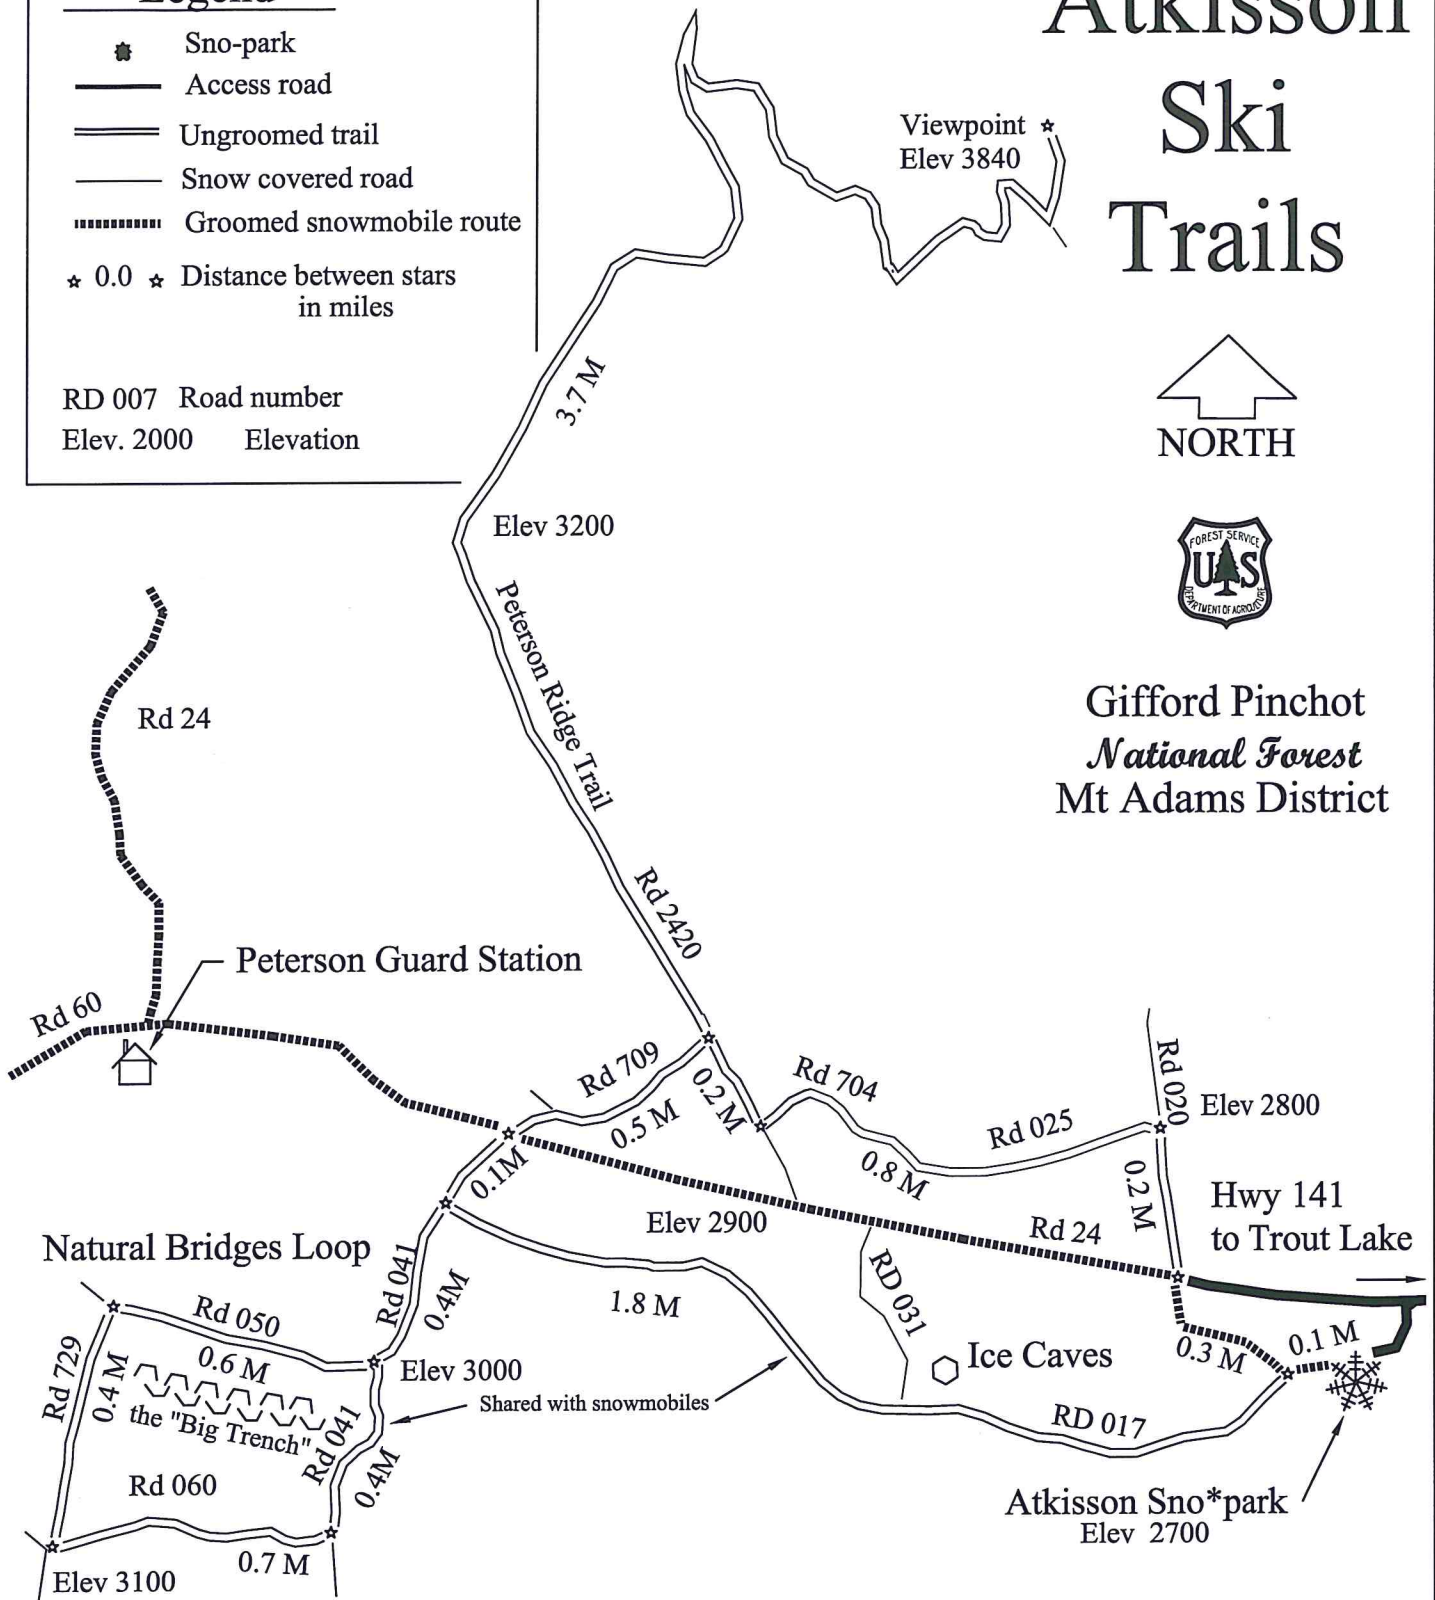 Legend
Sno-park
Access road
Ungroomed trail
Snow covered road
Groomed snowmobile route
0.0 Distance between stars
in miles
RD 007 Road number
Elev. 2000 Elevation
Atkisson
Ski
Trails
Viewpoint
Elev 3840
NORTH
FOREST SERVICE
U S
DEPARTMENT OF AGRICULTURE
Gifford Pinchot
National Forest
Mt Adams District
3.7 M
Elev 3200
Peterson Ridge Trail
Rd 24
Rd 2420
Peterson Guard Station
Rd 60
Rd 709
0.5 M
0.2 M
Rd 704
0.8 M
Rd 025
Rd 020
Elev 2800
0.2 M
0.1M
Elev 2900
Rd 24
Hwy 141
to Trout Lake
Natural Bridges Loop
Rd 041
0.4M
1.8 M
RD 031
Ice Caves
0.3 M
0.1 M
Rd 050
0.6 M
Rd 729
0.4 M
the "Big Trench"
Elev 3000
Shared with snowmobiles
Rd 041
0.4M
RD 017
Rd 060
0.7 M
Elev 3100
Atkisson Sno*park
Elev 2700